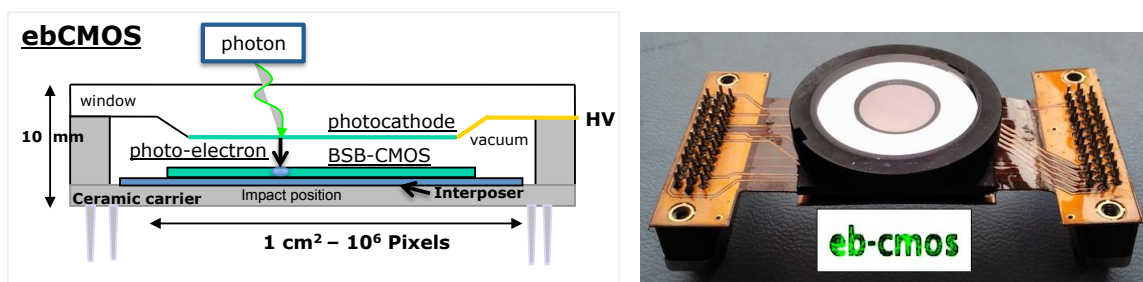 ebCMOS
photon
window
photocathode
HV
10 mm
vacuum
photo-electron
BSB-CMOS
Interposer
Ceramic carrier
Impact position
1 cm² – 10⁶ Pixels
eb-cmos